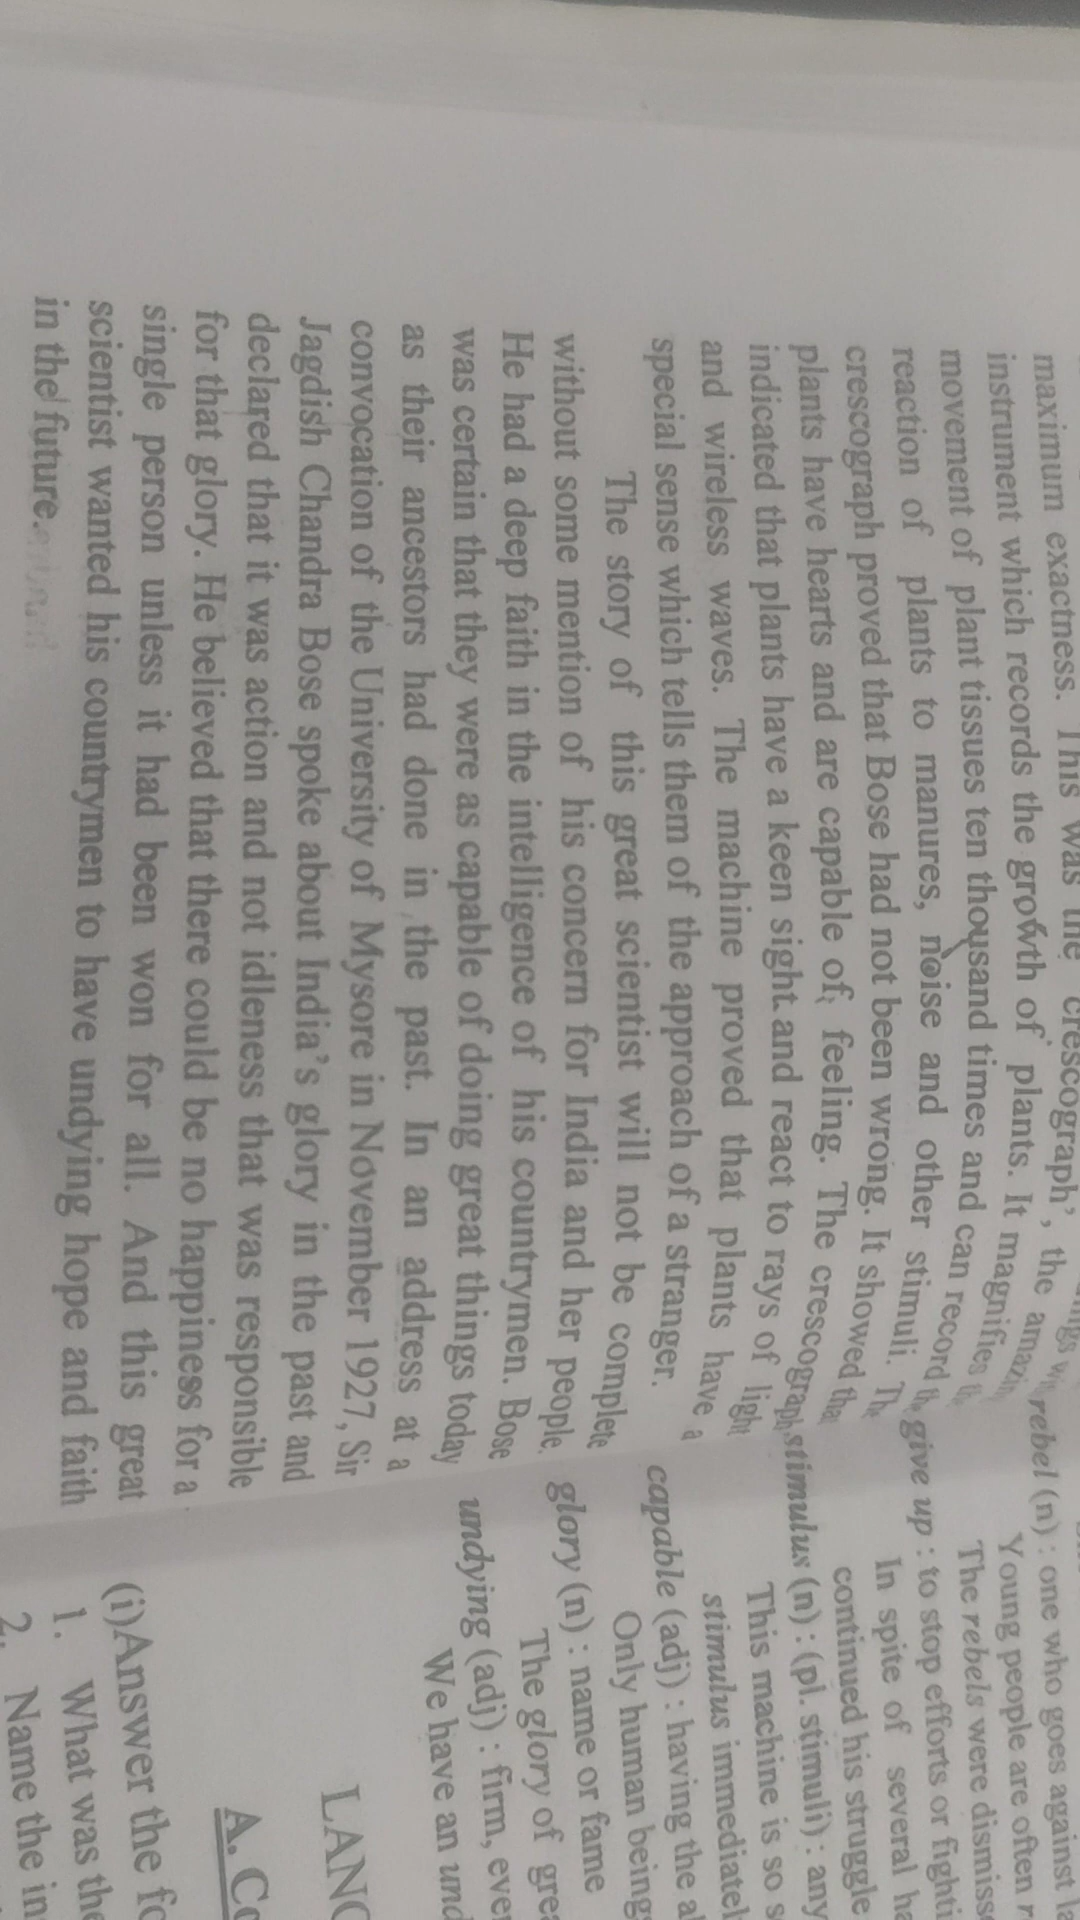 maximum exactness. This was the 'crescograph', the
instrument which records the growth of plants. It magnifies
movement of plant tissues ten thousand times and can record the
reaction of plants to manures, noise and other stimuli. The
crescograph proved that Bose had not been wrong. It showed that
plants have hearts and are capable of feeling. The crescograph
indicated that plants have a keen sight and react to rays of light
and wireless waves. The machine proved that plants have a
special sense which tells them of the approach of a stranger.
The story of this great scientist will not be complete
without some mention of his concern for India and her people.
He had a deep faith in the intelligence of his countrymen. Bose
was certain that they were as capable of doing great things today
as their ancestors had done in the past. In an address at a
convocation of the University of Mysore in November 1927, Sir
Jagdish Chandra Bose spoke about India's glory in the past and
declared that it was action and not idleness that was responsible
for that glory. He believed that there could be no happiness for a
single person unless it had been won for all. And this great
scientist wanted his countrymen to have undying hope and faith
in the future.
rebel (n) : one who goes against
Young people are often
The rebels were
give up : to stop efforts or
In spite of several
continued his struggle
stimulus (n) : (pl. stimuli) : any
This machine is so
stimulus
capable (adj) : having the
Only human
glory (n) : name or fame
The glory of
undying (adj) : firm,
We have an
A.
(i) Answer the
1. What was the
2. Name the